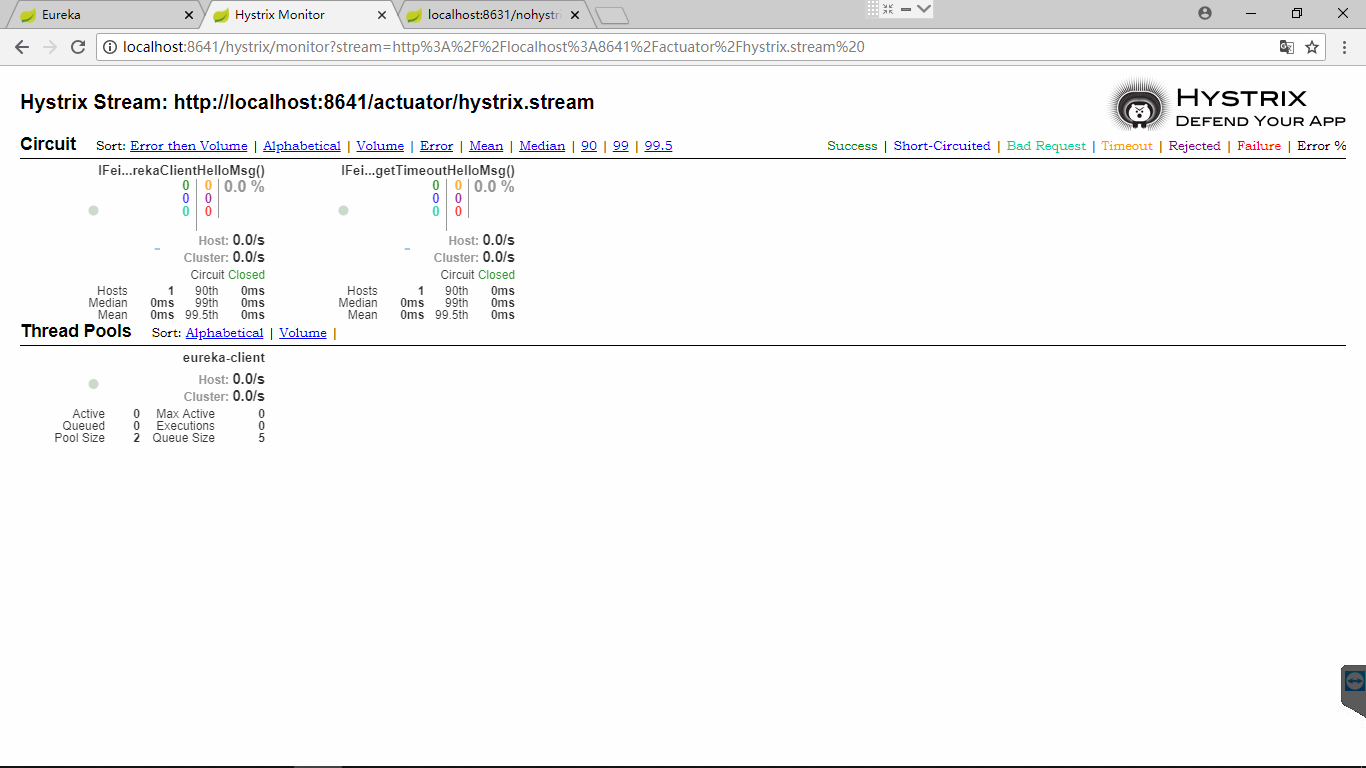 Eureka
Hystrix Monitor
localhost:8631/nohystri
localhost:8641/hystrix/monitor?stream=http%3A%2F%2Flocalhost%3A8641%2Factuator%2Fhystrix.stream%20
Hystrix Stream: http://localhost:8641/actuator/hystrix.stream
HYSTRIX
DEFEND YOUR APP
Circuit Sort: Error then Volume | Alphabetical | Volume | Error | Mean | Median | 90 | 99 | 99.5
Success | Short-Circuited | Bad Request | Timeout | Rejected | Failure | Error %
IFei...rekaClientHelloMsg()
0 0 0.0 %
0 0
0 0
Host: 0.0/s
Cluster: 0.0/s
Circuit Closed
Hosts 1 90th 0ms
Median 0ms 99th 0ms
Mean 0ms 99.5th 0ms
IFei...getTimeoutHelloMsg()
0 0 0.0 %
0 0
0 0
Host: 0.0/s
Cluster: 0.0/s
Circuit Closed
Hosts 1 90th 0ms
Median 0ms 99th 0ms
Mean 0ms 99.5th 0ms
Thread Pools Sort: Alphabetical | Volume |
eureka-client
Host: 0.0/s
Cluster: 0.0/s
Active 0 Max Active 0
Queued 0 Executions 0
Pool Size 2 Queue Size 5